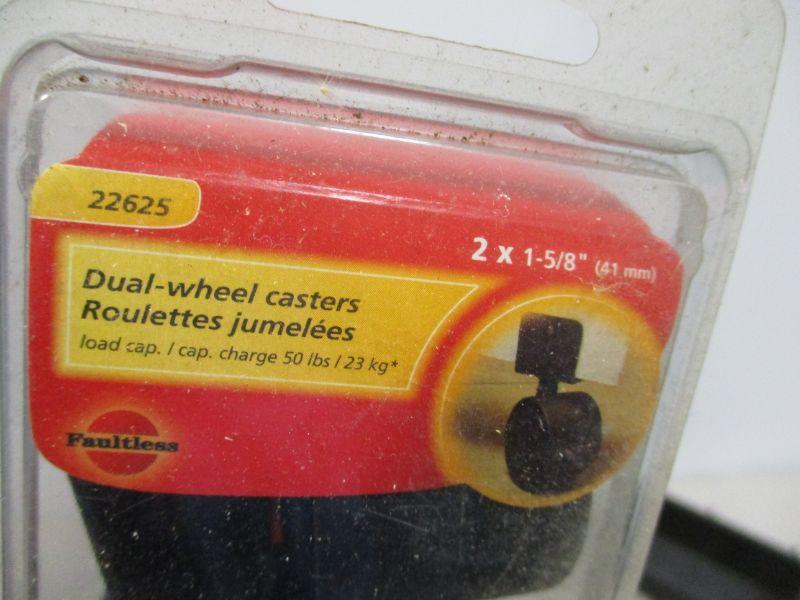 22625
2 x 1-5/8" (41 mm)
Dual-wheel casters
Roulettes jumelées
load cap. / cap. charge 50 lbs / 23 kg*
Faultless